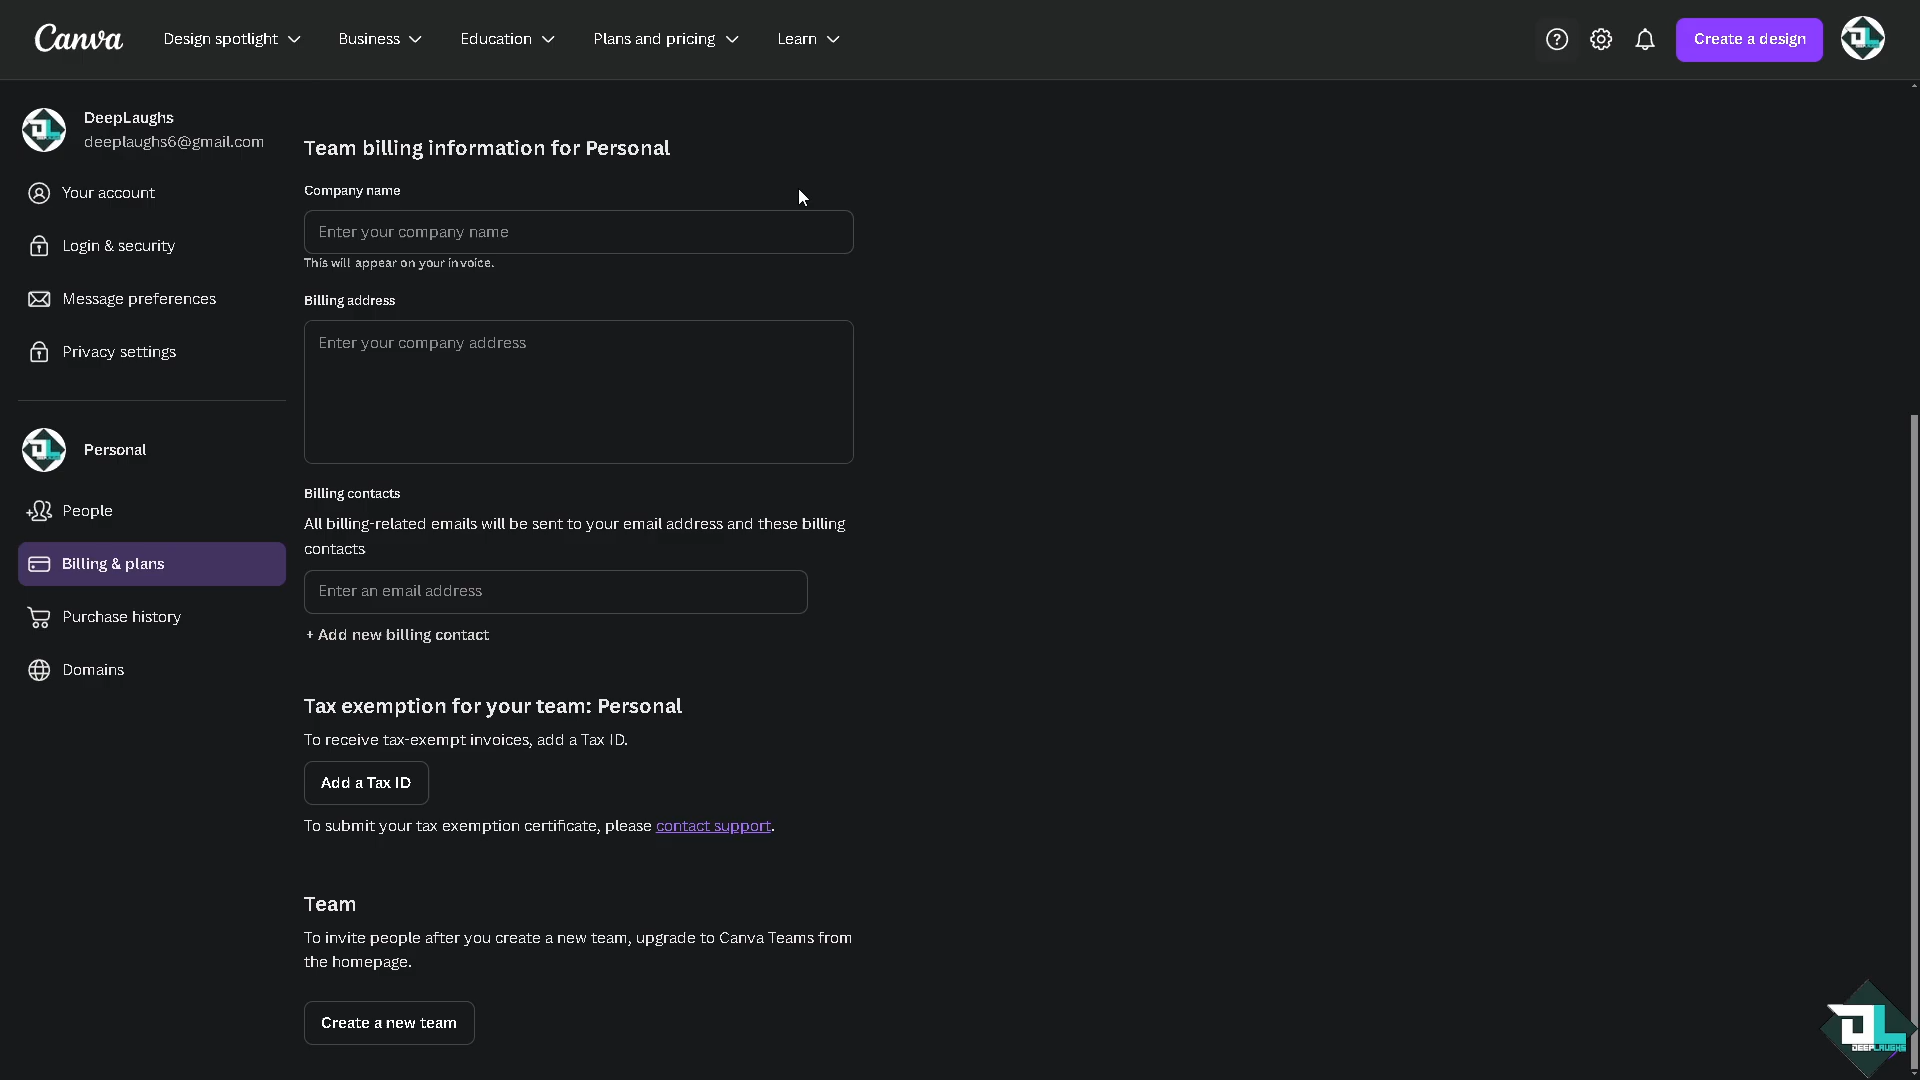 Canva
Design spotlight
Business
Education
Plans and pricing
Learn
Create a design
DL
DeepLaughs
deeplaughs6@gmail.com
Your account
Login & security
Message preferences
Privacy settings
Personal
People
Billing & plans
Purchase history
Domains
Team billing information for Personal
Company name
Enter your company name
This will appear on your invoice.
Billing address
Enter your company address
Billing contacts
All billing-related emails will be sent to your email address and these billing
contacts
Enter an email address
+ Add new billing contact
Tax exemption for your team: Personal
To receive tax-exempt invoices, add a Tax ID.
Add a Tax ID
To submit your tax exemption certificate, please contact support.
Team
To invite people after you create a new team, upgrade to Canva Teams from
the homepage.
Create a new team
DL
DEEPLAUGHS